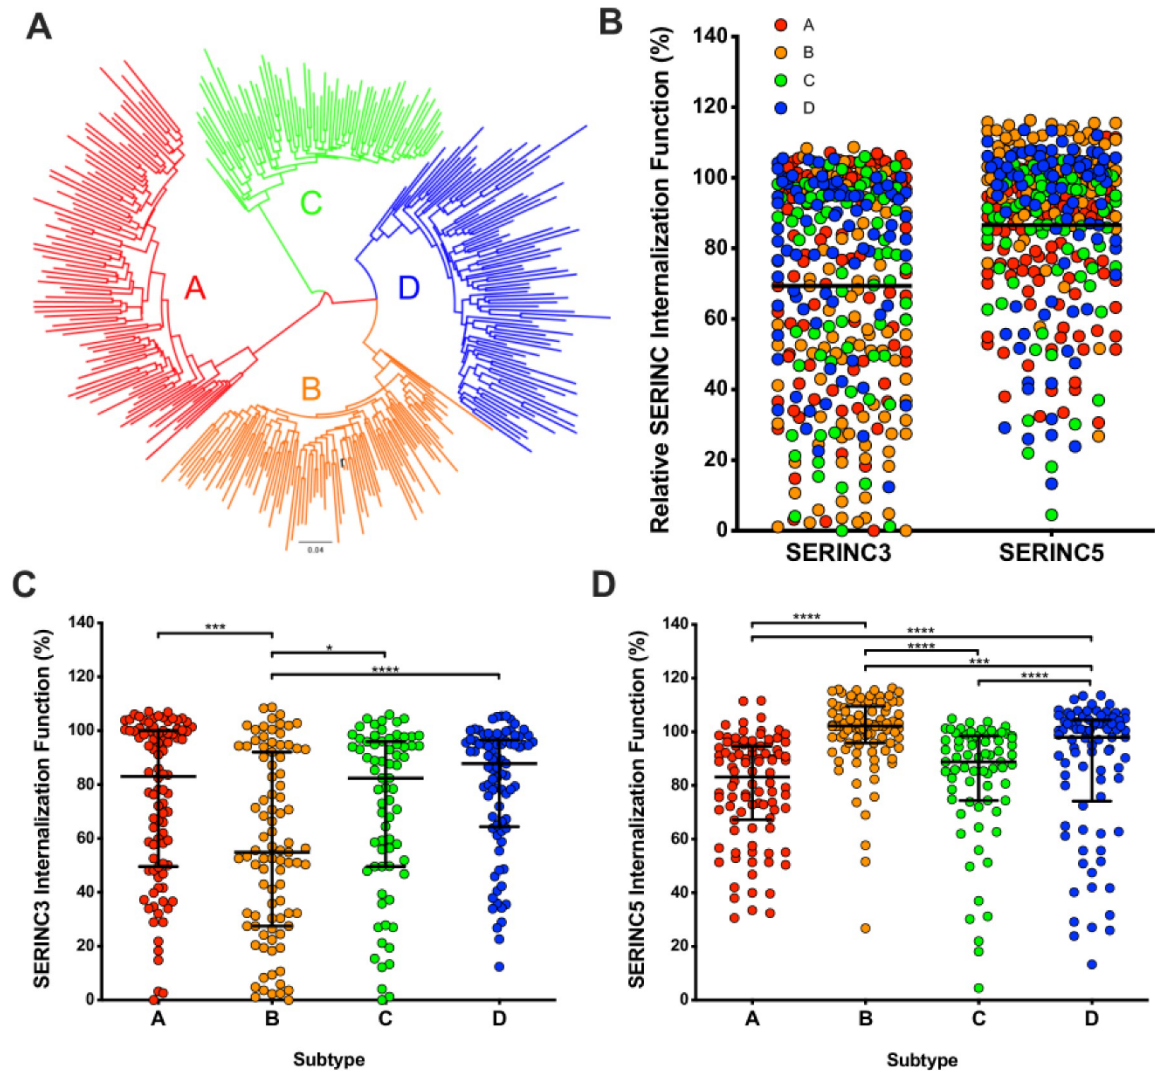 A
B
A
B
C
D
C
A
D
B
0.04
Relative SERINC Internalization Function (%)
140
120
100
80
60
40
20
0
SERINC3
SERINC5
C
SERINC3 Internalization Function (%)
140
120
100
80
60
40
20
0
***
*
****
A
B
C
D
Subtype
D
SERINC5 Internalization Function (%)
140
120
100
80
60
40
20
0
****
****
****
***
****
A
B
C
D
Subtype